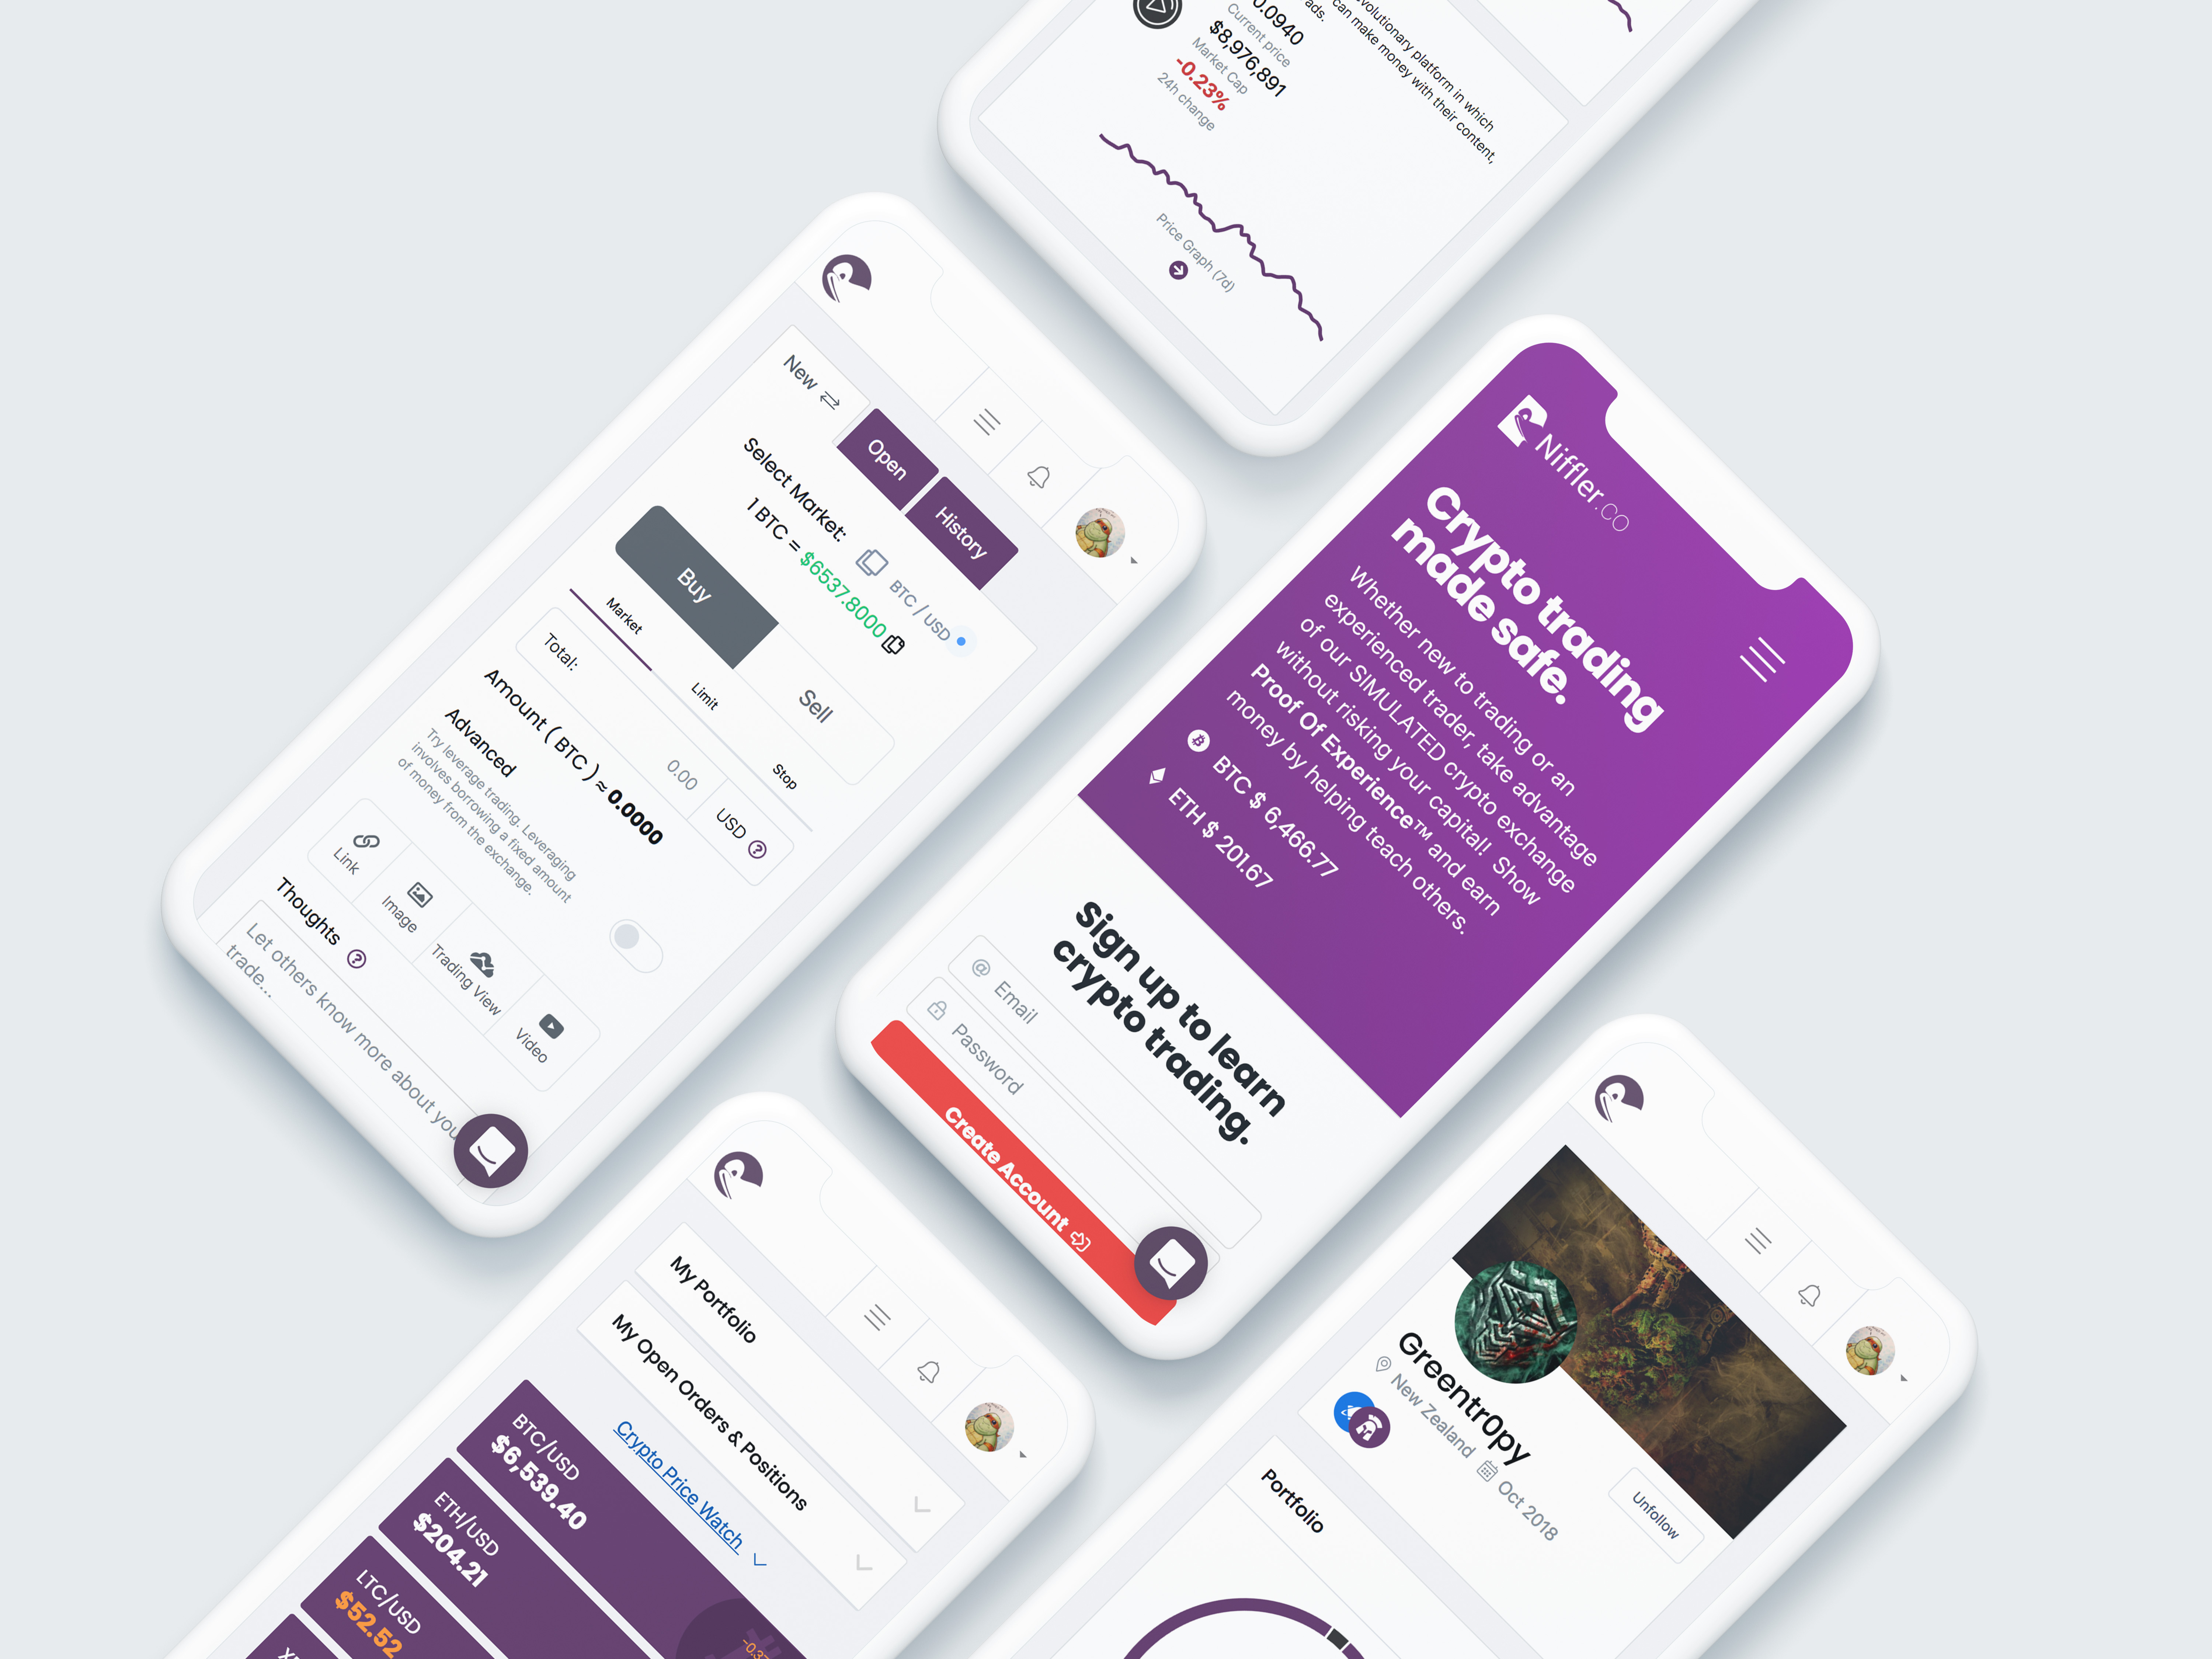 0.0940
Current price
$8,976,891
Market Cap
-0.23%
24h change
Price Graph (7d)
volutionary platform in which
can make money with their content,
ads.
New
Open
History
Select Market:
BTC / USD
1 BTC = $6537.8000
Buy
Sell
Market
Limit
Stop
Total:
0.00
USD ?
Amount ( BTC ) ≈ 0.0000
Advanced
Try leverage trading. Leveraging
involves borrowing a fixed amount
of money from the exchange.
Link
Image
Trading View
Video
Thoughts ?
Let others know more about you
trade...
Niffler.CO
Crypto trading
made safe.
Whether new to trading or an
experienced trader, take advantage
of our SIMULATED crypto exchange
without risking your capital! Show
Proof Of Experience™ and earn
money by helping teach others.
BTC $ 6,466.77
ETH $ 201.67
Sign up to learn
crypto trading.
@ Email
Password
Create Account
My Portfolio
My Open Orders & Positions
Crypto Price Watch
BTC/USD
$6,539.40
ETH/USD
$204.21
LTC/USD
$52.52
Greentr0py
New Zealand
Oct 2018
Unfollow
Portfolio